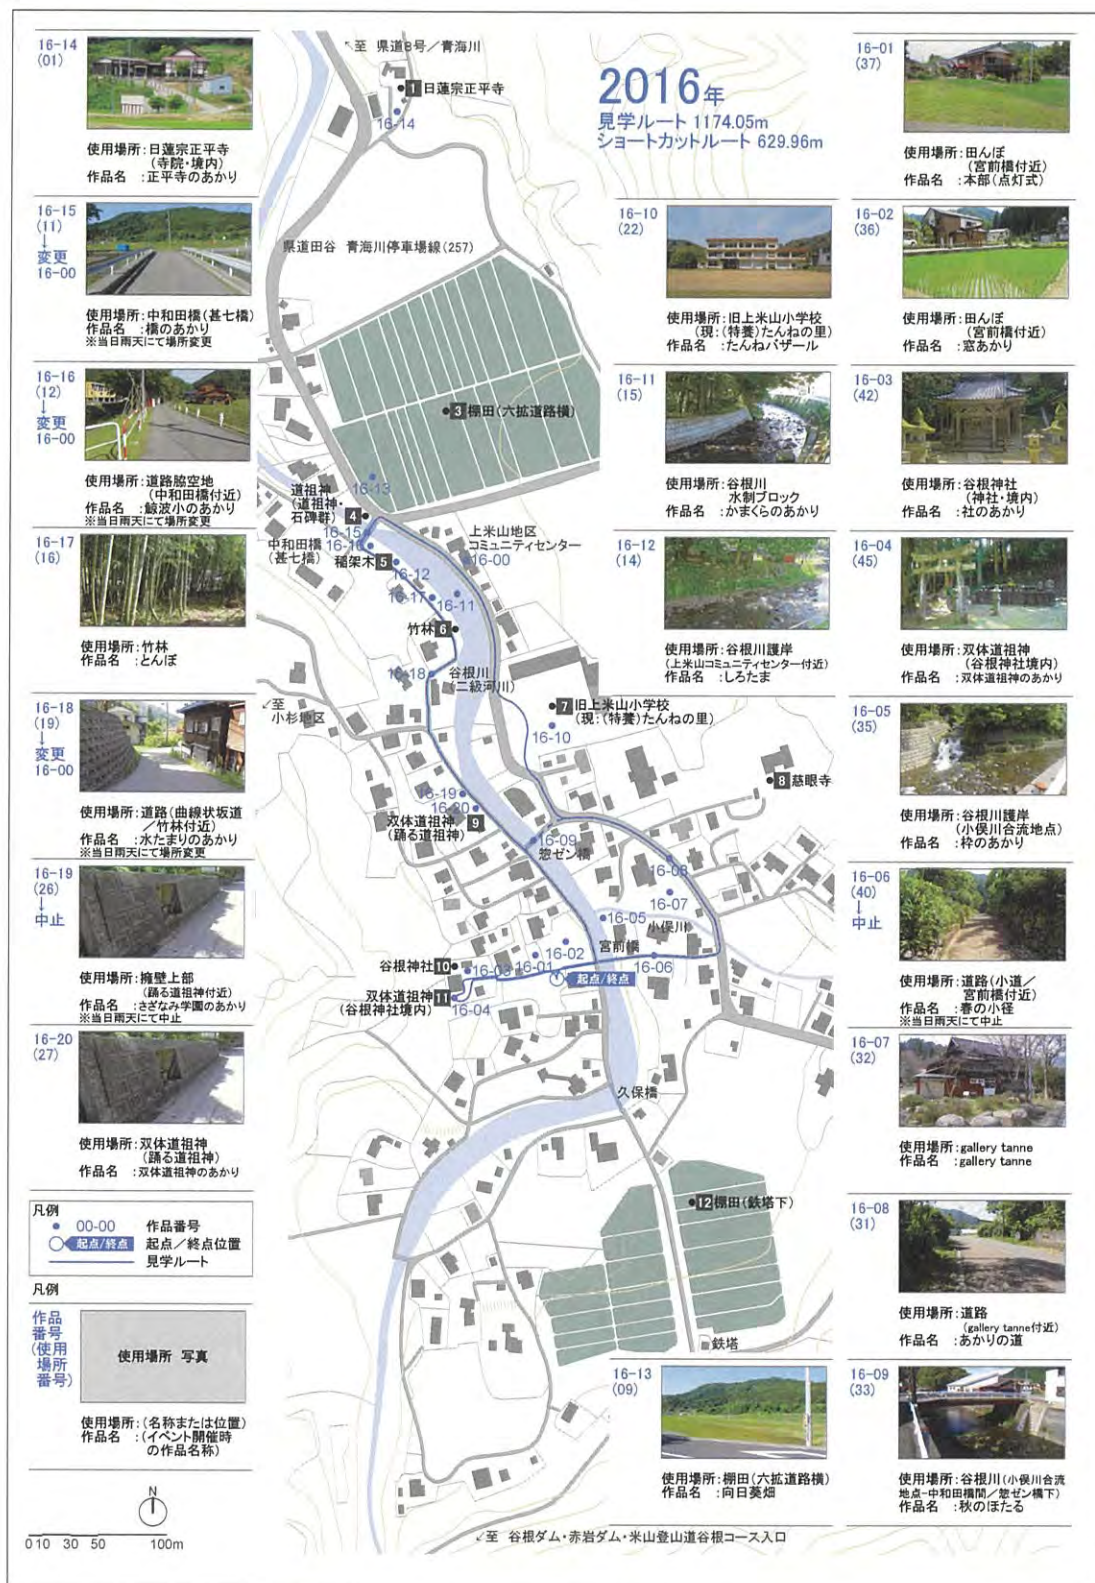 2016年
見学ルート 1174.05m
ショートカットルート 629.96m
16-14
(01)
使用場所:日蓮宗正平寺
(寺院・境内)
作品名 :正平寺のあかり
16-15
(11)
↓
変更
16-00
使用場所:中和田橋(甚七橋)
作品名 :橋のあかり
※当日雨天にて場所変更
16-16
(12)
↓
変更
16-00
使用場所:道路脇空地
(中和田橋付近)
作品名 :鯨波小のあかり
※当日雨天にて場所変更
16-17
(16)
使用場所:竹林
作品名 :とんぼ
16-18
(19)
↓
変更
16-00
使用場所:道路(曲線状坂道
/竹林付近)
作品名 :水たまりのあかり
※当日雨天にて場所変更
16-19
(26)
↓
中止
使用場所:擁壁上部
(踊る道祖神付近)
作品名 :さざなみ学園のあかり
※当日雨天にて中止
16-20
(27)
使用場所:双体道祖神
(踊る道祖神)
作品名 :双体道祖神のあかり
凡例
00-00 作品番号
起点/終点 起点/終点位置
見学ルート
凡例
作品
番号
(使用
場所
番号)
使用場所 写真
使用場所:(名称または位置)
作品名 :(イベント開催時
の作品名称)
N
0 10 30 50 100m
↙至 県道8号/青海川
1 日蓮宗正平寺
16-14
県道田谷 青海川停車場線(257)
3 棚田(六拡道路横)
16-13
道祖神
(道祖神・
石碑群)
4
16-15
中和田橋
(甚七橋)
16-16
稲架木 5
16-12
上米山地区
コミュニティセンター
16-00
16-17
16-11
竹林 6
16-18
谷根川
(二級河川)
↙至
小杉地区
7 旧上米山小学校
(現:(特養)たんねの里)
16-10
8 慈眼寺
16-19
16-20
双体道祖神
(踊る道祖神)
9
16-09
惣ゼン橋
16-08
16-07
16-05
小俣川
16-02
宮前橋
16-01
16-06
谷根神社 10
16-03
起点/終点
双体道祖神 11
(谷根神社境内)
16-04
久保橋
12 棚田(鉄塔下)
鉄塔
↙至 谷根ダム・赤岩ダム・米山登山道谷根コース入口
16-10
(22)
使用場所:旧上米山小学校
(現:(特養)たんねの里)
作品名 :たんねバザール
16-11
(15)
使用場所:谷根川
水制ブロック
作品名 :かまくらのあかり
16-12
(14)
使用場所:谷根川護岸
(上米山コミュニティセンター付近)
作品名 :しろたま
16-13
(09)
使用場所:棚田(六拡道路横)
作品名 :向日葵畑
16-01
(37)
使用場所:田んぼ
(宮前橋付近)
作品名 :本部(点灯式)
16-02
(36)
使用場所:田んぼ
(宮前橋付近)
作品名 :窓あかり
16-03
(42)
使用場所:谷根神社
(神社・境内)
作品名 :社のあかり
16-04
(45)
使用場所:双体道祖神
(谷根神社境内)
作品名 :双体道祖神のあかり
16-05
(35)
使用場所:谷根川護岸
(小俣川合流地点)
作品名 :枠のあかり
16-06
(40)
↓
中止
使用場所:道路(小道/
宮前橋付近)
作品名 :春の小径
※当日雨天にて中止
16-07
(32)
使用場所:gallery tanne
作品名 :gallery tanne
16-08
(31)
使用場所:道路
(gallery tanne付近)
作品名 :あかりの道
16-09
(33)
使用場所:谷根川(小俣川合流
地点-中和田橋間/惣ゼン橋下)
作品名 :秋のほたる